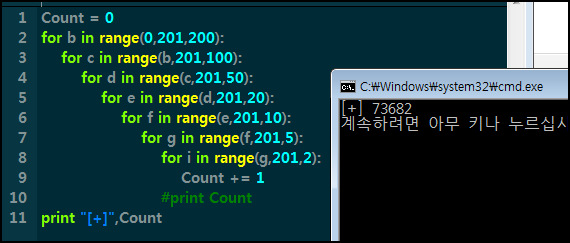 1 Count = 0
2 for b in range(0,201,200):
3 for c in range(b,201,100):
4 for d in range(c,201,50):
5 for e in range(d,201,20):
6 for f in range(e,201,10):
7 for g in range(f,201,5):
8 for i in range(g,201,2):
9 Count += 1
10 #print Count
11 print "[+]",Count
C:\Windows\system32\cmd.exe
[+] 73682
계속하려면 아무 키나 누르십시